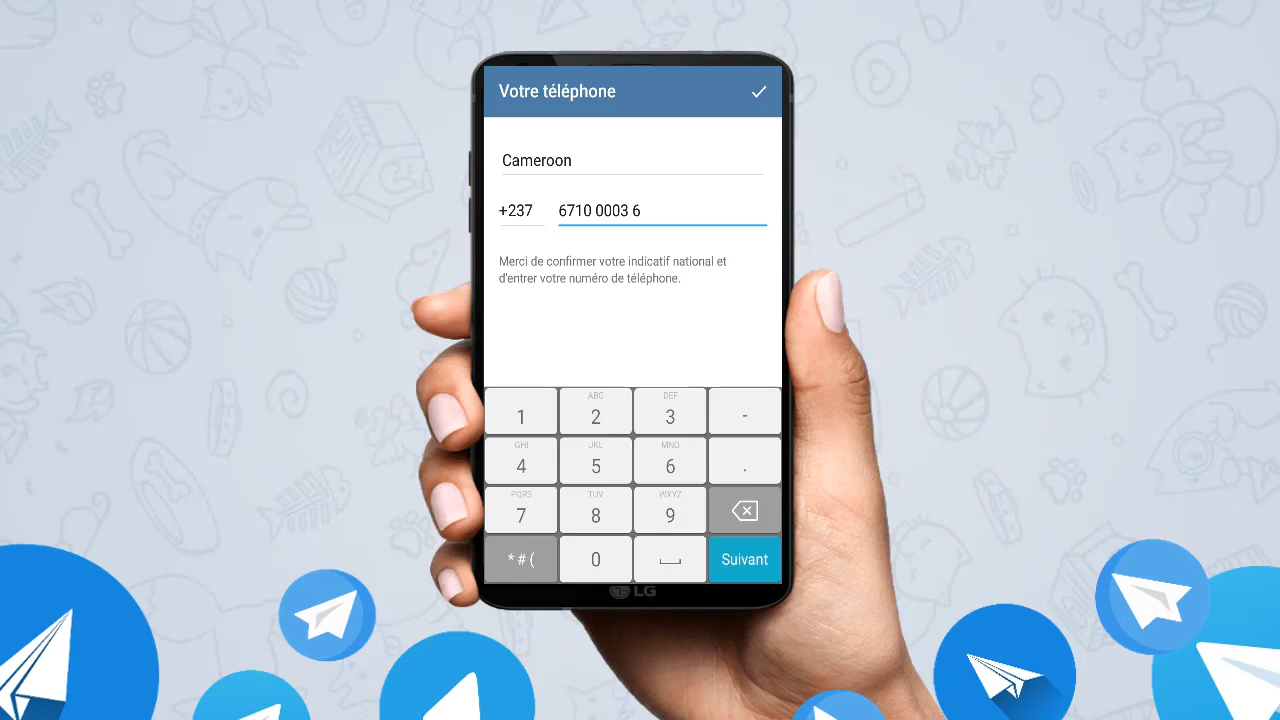 Votre téléphone
Cameroon
+237 6710 0003 6
Merci de confirmer votre indicatif national et
d'entrer votre numéro de téléphone.
1 ABC 2 DEF 3 -
GHI 4 JKL 5 MNO 6 .
PQRS 7 TUV 8 WXYZ 9
* # ( 0 Suivant
LG